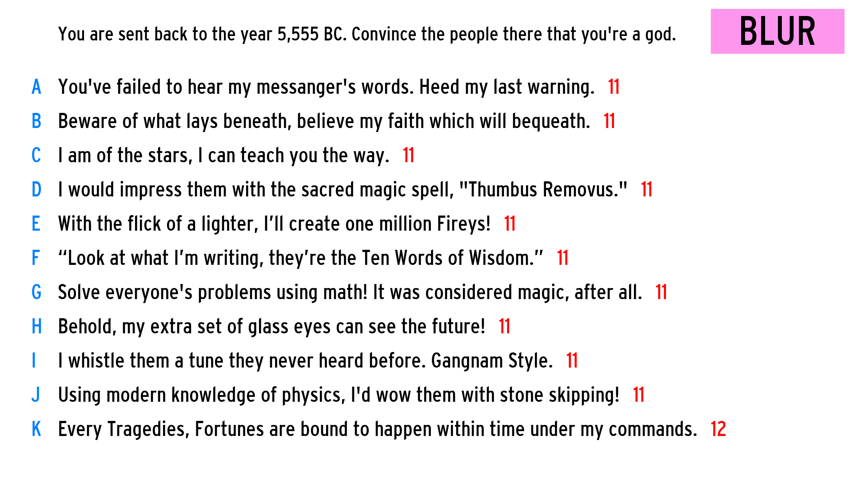 You are sent back to the year 5,555 BC. Convince the people there that you're a god.
BLUR
A You've failed to hear my messanger's words. Heed my last warning. 11
B Beware of what lays beneath, believe my faith which will bequeath. 11
C I am of the stars, I can teach you the way. 11
D I would impress them with the sacred magic spell, "Thumbus Removus." 11
E With the flick of a lighter, I’ll create one million Fireys! 11
F “Look at what I’m writing, they’re the Ten Words of Wisdom.” 11
G Solve everyone's problems using math! It was considered magic, after all. 11
H Behold, my extra set of glass eyes can see the future! 11
I I whistle them a tune they never heard before. Gangnam Style. 11
J Using modern knowledge of physics, I'd wow them with stone skipping! 11
K Every Tragedies, Fortunes are bound to happen within time under my commands. 12